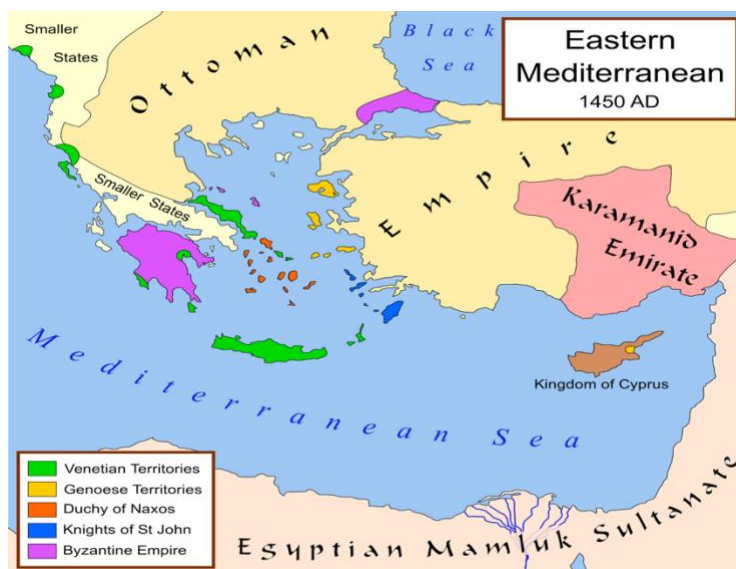 Smaller
States
Ottoman
Empire
Black
Sea
Eastern
Mediterranean
1450 AD
Smaller States
Karamanid
Emirate
Kingdom of Cyprus
Mediterranean Sea
Venetian Territories
Genoese Territories
Duchy of Naxos
Knights of St John
Byzantine Empire
Egyptian Mamluk Sultanate